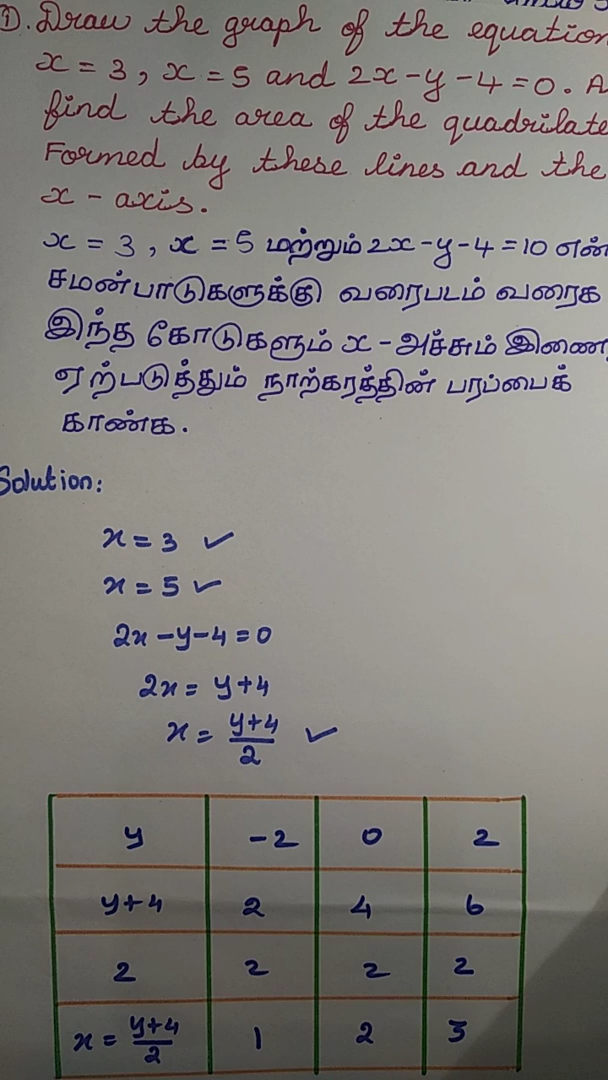 1). Draw the graph of the equation
x = 3, x = 5 and 2x - y - 4 = 0. A
find the area of the quadrilate
Formed by these lines and the
x - axis.
x = 3, x = 5 மற்றும் 2x - y - 4 = 10 என்
சமன்பாடுகளுக்கு வரைபடம் வரைக
இந்த கோடுகளும் x - அச்சும் இணை
ஏற்படுத்தும் நாற்கரத்தின் பரப்பைக்
காண்க.
Solution:
x = 3 ✓
x = 5 ✓
2x - y - 4 = 0
2x = y + 4
x = y+4/2 ✓
y -2 0 2
y+4 2 4 6
2 2 2 2
x = y+4/2 1 2 3